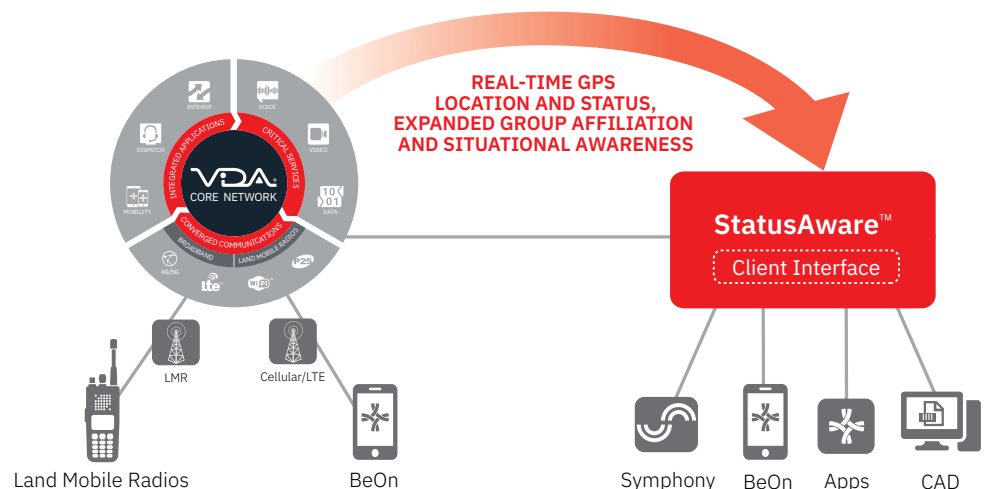 REAL-TIME GPS
LOCATION AND STATUS,
EXPANDED GROUP AFFILIATION
AND SITUATIONAL AWARENESS
INTEROP
VOICE
DISPATCH
VIDEO
MOBILITY
10
01
DATA
INTEGRATED APPLICATIONS
CRITICAL SERVICES
VIDA®
CORE NETWORK
CONVERGED COMMUNICATIONS
BROADBAND
LAND MOBILE RADIOS
4G/5G
lte
WiFi
P25
StatusAware™
Client Interface
LMR
Cellular/LTE
Land Mobile Radios
BeOn
Symphony
BeOn
Apps
CAD